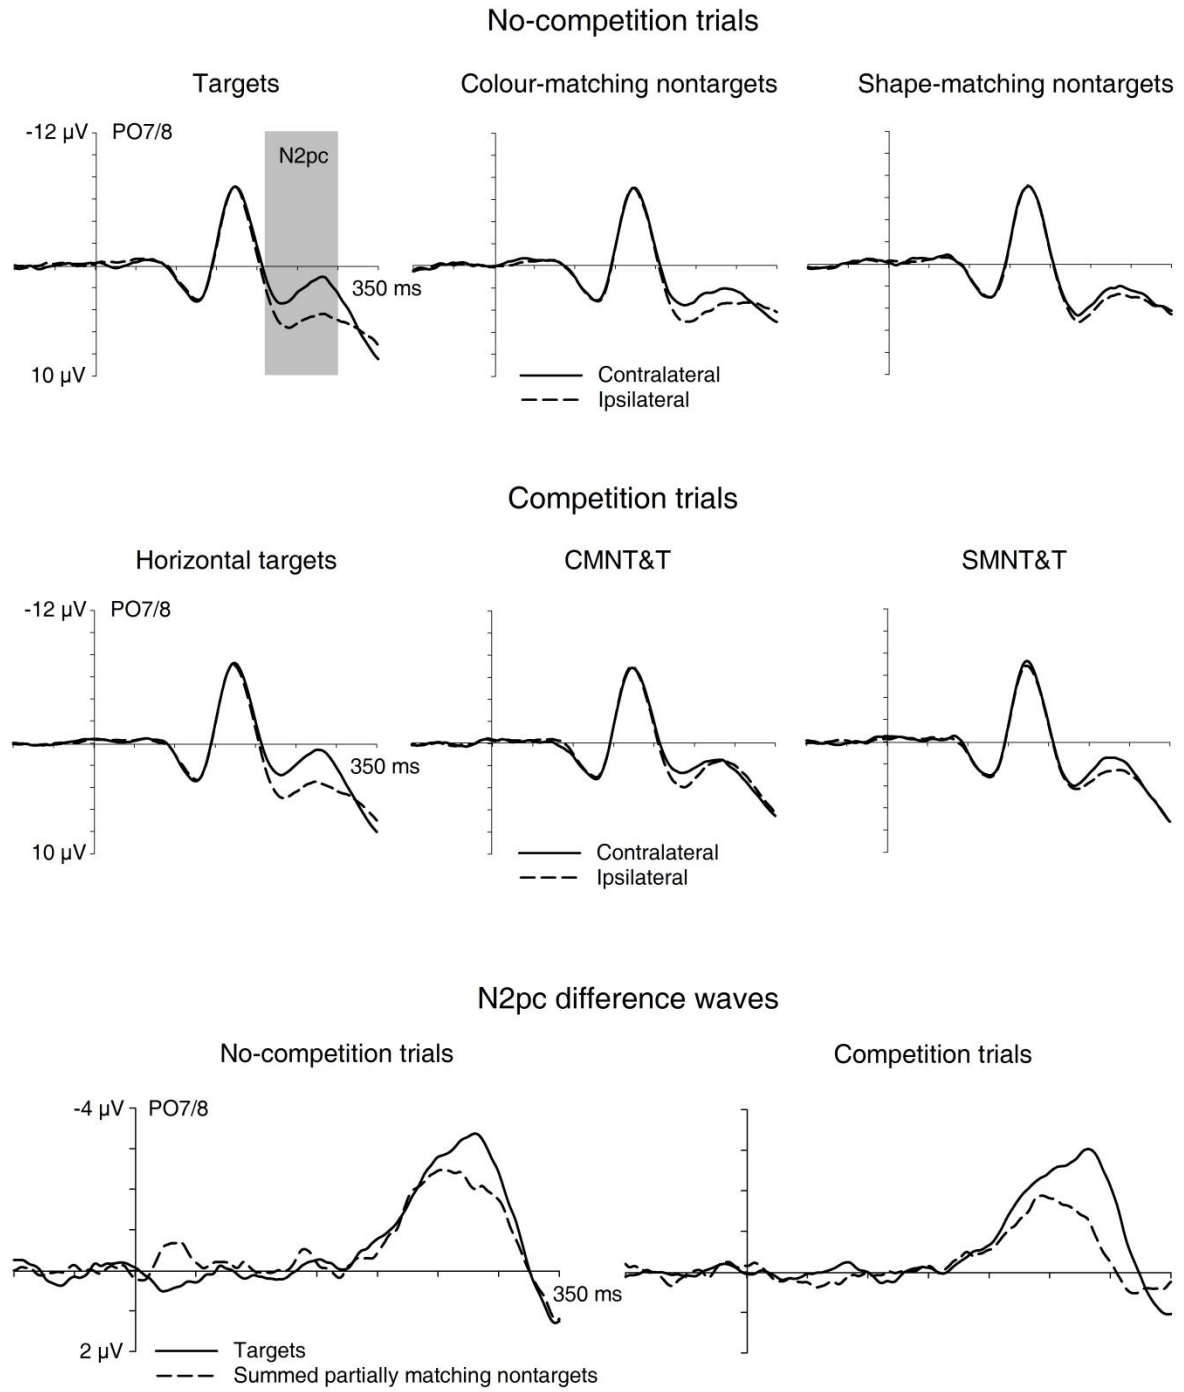 No-competition trials
Targets
Colour-matching nontargets
Shape-matching nontargets
-12 µV
PO7/8
N2pc
350 ms
10 µV
Contralateral
Ipsilateral
Competition trials
Horizontal targets
CMNT&T
SMNT&T
-12 µV
PO7/8
350 ms
10 µV
Contralateral
Ipsilateral
N2pc difference waves
No-competition trials
Competition trials
-4 µV
PO7/8
350 ms
2 µV
Targets
Summed partially matching nontargets